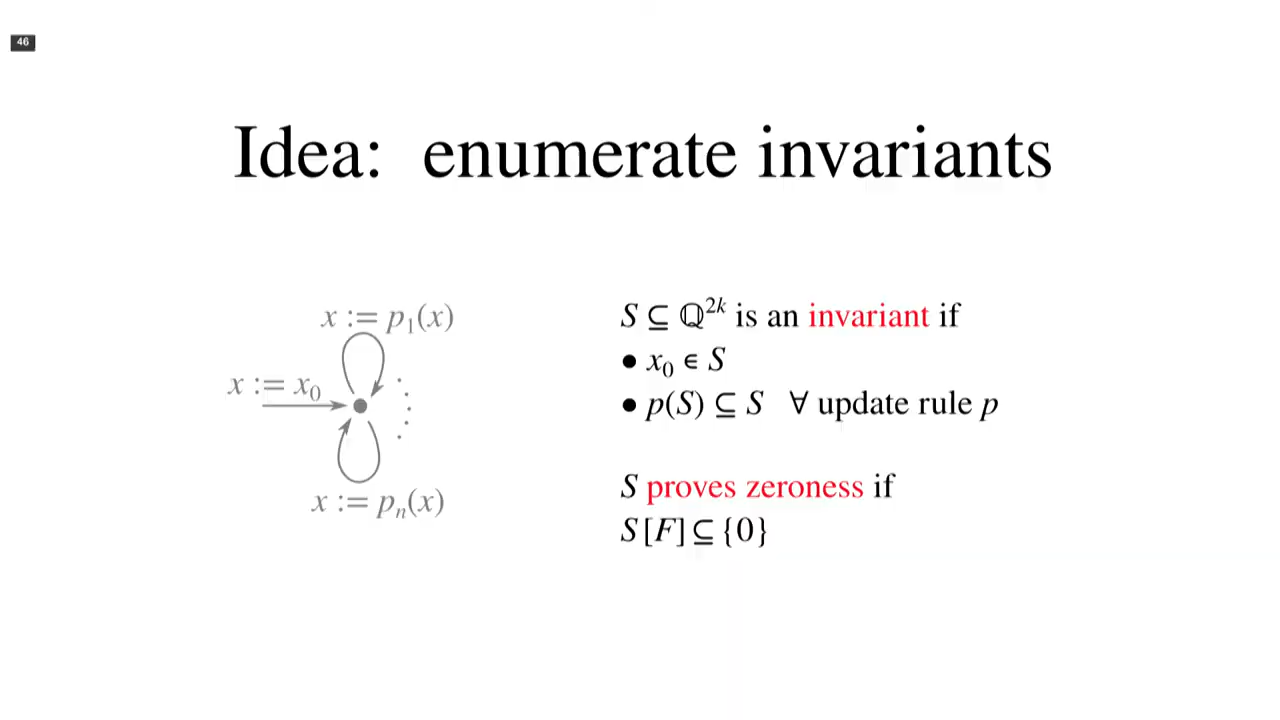 46
Idea: enumerate invariants
x := p₁(x)
x := x₀
x := pₙ(x)
S ⊆ ℚ²ᵏ is an invariant if
• x₀ ∈ S
• p(S) ⊆ S ∀ update rule p
S proves zeroness if
S[F] ⊆ {0}